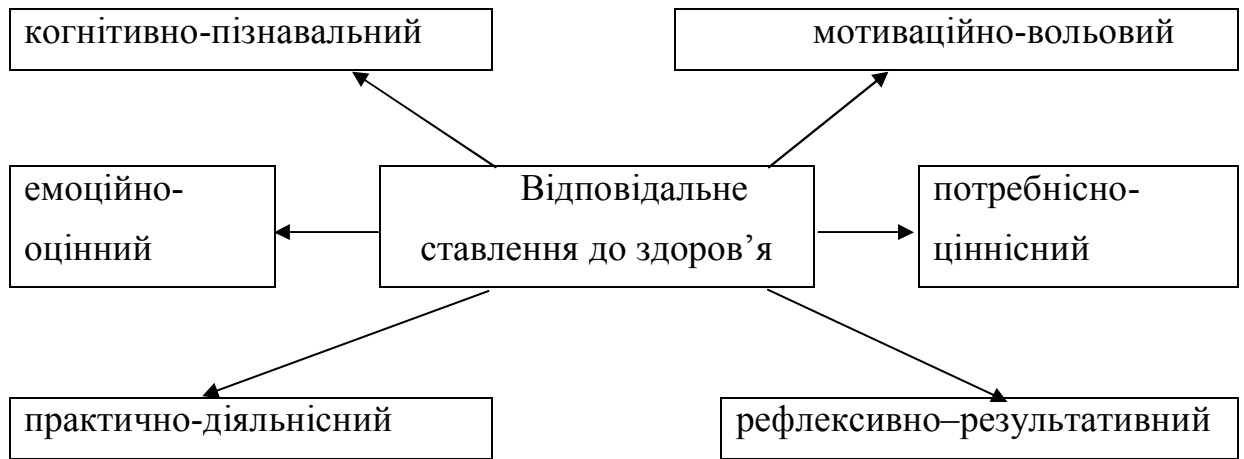 когнітивно-пізнавальний
мотиваційно-вольовий
емоційно-
оцінний
Відповідальне
ставлення до здоров’я
потребнісно-
ціннісний
практично-діяльнісний
рефлексивно–результативний